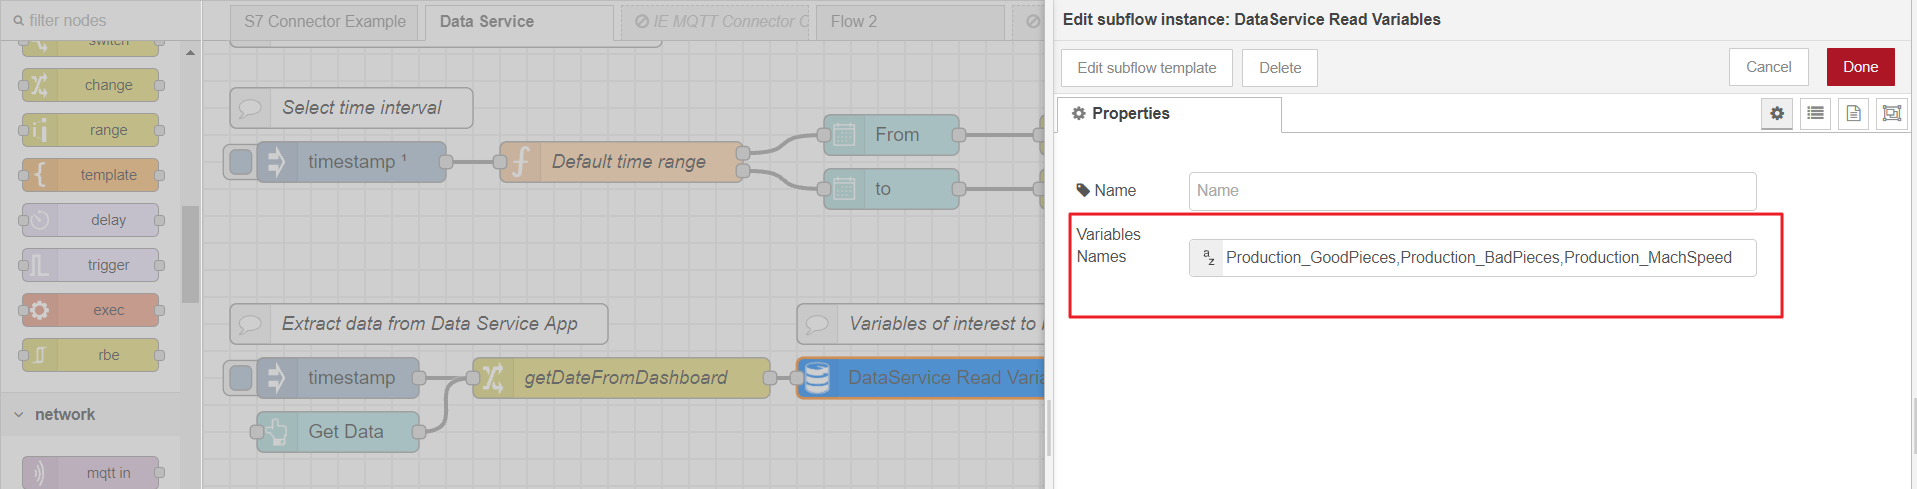 filter nodes
switch
change
range
template
delay
trigger
exec
rbe
network
mqtt in
S7 Connector Example
Data Service
IE MQTT Connector
Flow 2
Select time interval
timestamp ¹
Default time range
From
to
Extract data from Data Service App
Variables of interest to
timestamp
getDateFromDashboard
DataService Read Varia
Get Data
Edit subflow instance: DataService Read Variables
Edit subflow template
Delete
Cancel
Done
Properties
Name
Name
Variables
Names
a
z
Production_GoodPieces,Production_BadPieces,Production_MachSpeed